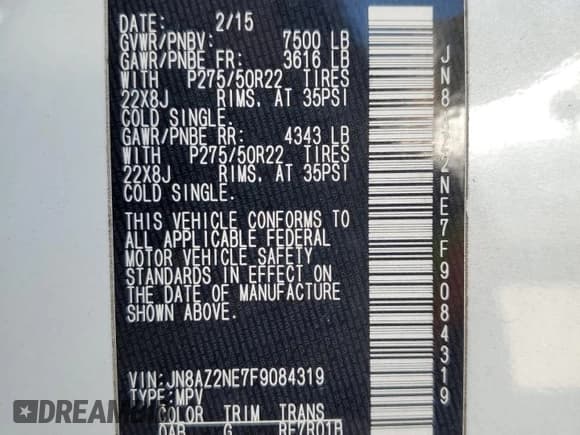 DATE: 2/15
GVWR/PNBV: 7500 LB
GAWR/PNBE FR: 3616 LB
WITH P275/50R22 TIRES
22X8J RIMS, AT 35PSI
COLD SINGLE.
GAWR/PNBE RR: 4343 LB
WITH P275/50R22 TIRES
22X8J RIMS, AT 35PSI
COLD SINGLE.
THIS VEHICLE CONFORMS TO
ALL APPLICABLE FEDERAL
MOTOR VEHICLE SAFETY
STANDARDS IN EFFECT ON
THE DATE OF MANUFACTURE
SHOWN ABOVE.
VIN:JN8AZ2NE7F9084319
TYPE:MPV
COLOR TRIM TRANS
QAB G RE7R01B
JN8AZ2NE7F9084319